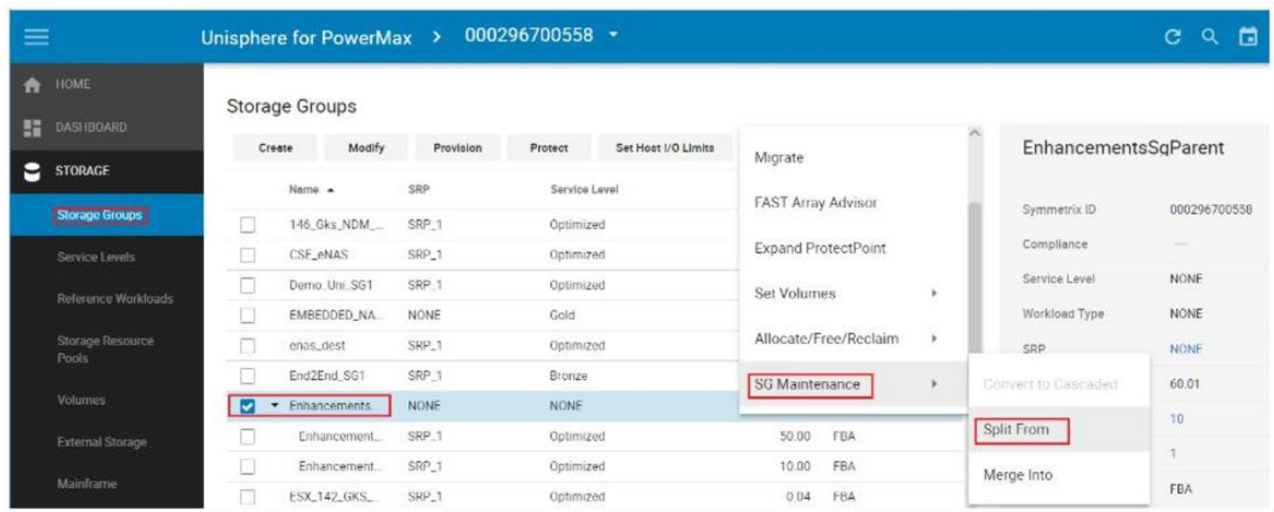 Unisphere for PowerMax > 000296700558
HOME
DASHBOARD
STORAGE
Storage Groups
Service Levels
Reference Workloads
Storage Resource
Pools
Volumes
External Storage
Mainframe
Storage Groups
Create Modify Provision Protect Set Host I/O Limits
Name SRP Service Level
146_Gks_NDM_... SRP_1 Optimized
CSE_eNAS SRP_1 Optimized
Demo_Uni_SG1 SRP_1 Optimized
EMBEDDED_NA... NONE Gold
enas_dest SRP_1 Optimized
End2End_SG1 SRP_1 Bronze
Enhancements NONE NONE
Enhancement... SRP_1 Optimized 50.00 FBA
Enhancement... SRP_1 Optimized 10.00 FBA
ESX_142_GKS_... SRP_1 Optimized 0.04 FBA
Migrate
FAST Array Advisor
Expand ProtectPoint
Set Volumes
Allocate/Free/Reclaim
SG Maintenance
Convert to Cascaded
Split From
Merge Into
EnhancementsSgParent
Symmetrix ID 000296700558
Compliance —
Service Level NONE
Workload Type NONE
SRP NONE
60.01
10
1
FBA